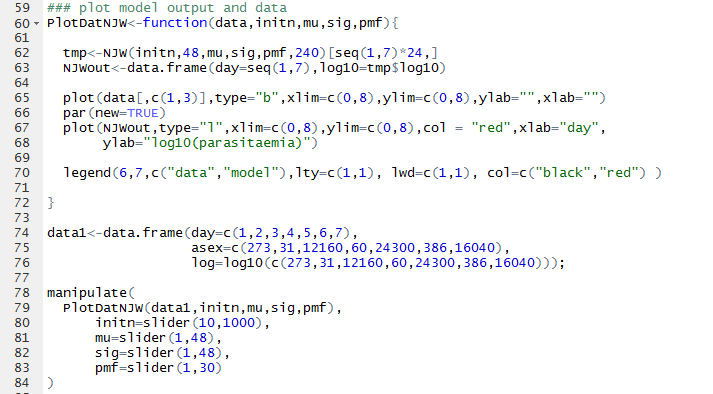 59 ### plot model output and data
60 PlotDatNJW<-function(data,initn,mu,sig,pmf){
61
62 tmp<-NJW(initn,48,mu,sig,pmf,240)[seq(1,7)*24,]
63 NJWout<-data.frame(day=seq(1,7),log10=tmp$log10)
64
65 plot(data[,c(1,3)],type="b",xlim=c(0,8),ylim=c(0,8),ylab="",xlab="")
66 par(new=TRUE)
67 plot(NJWout,type="l",xlim=c(0,8),ylim=c(0,8),col = "red",xlab="day",
68 ylab="log10(parasitaemia)")
69
70 legend(6,7,c("data","model"),lty=c(1,1), lwd=c(1,1), col=c("black","red") )
71
72 }
73
74 data1<-data.frame(day=c(1,2,3,4,5,6,7),
75 asex=c(273,31,12160,60,24300,386,16040),
76 log=log10(c(273,31,12160,60,24300,386,16040)));
77
78 manipulate(
79 PlotDatNJW(data1,initn,mu,sig,pmf),
80 initn=slider(10,1000),
81 mu=slider(1,48),
82 sig=slider(1,48),
83 pmf=slider(1,30)
84 )